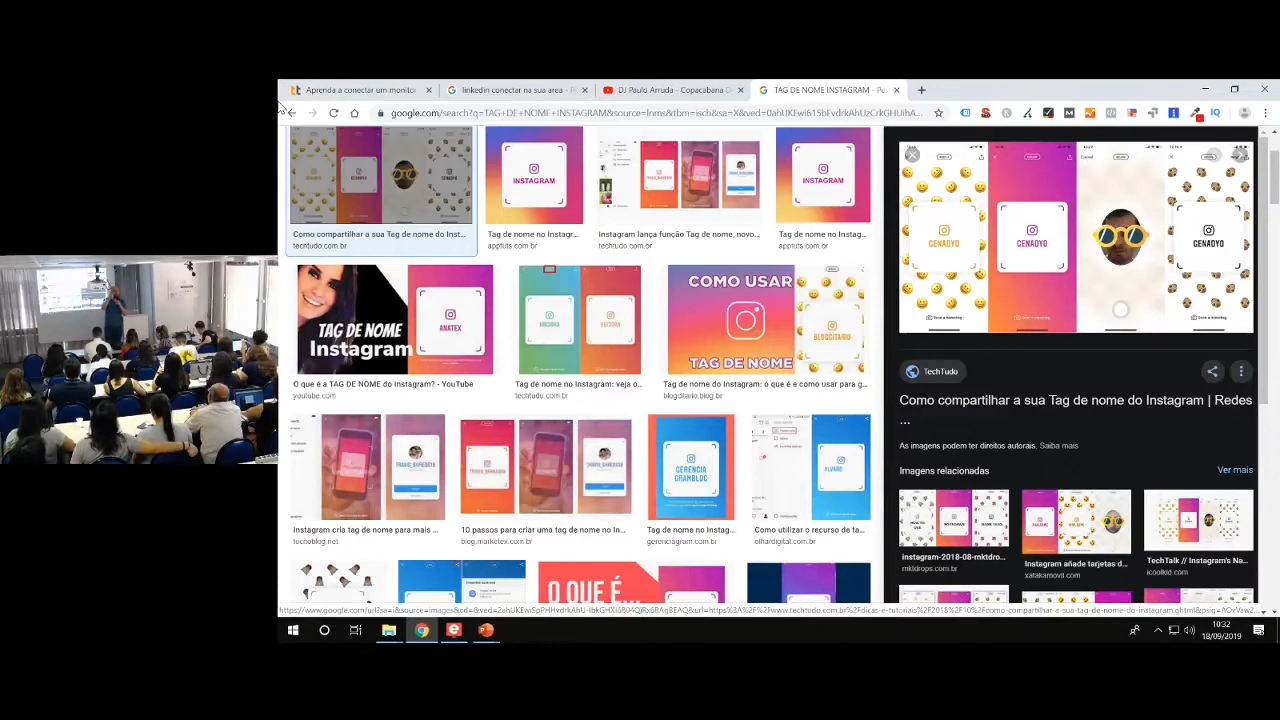 Aprenda a conectar um monitor
linkedin conectar na sua area - P
DJ Paulo Arruda - Copacabana D
TAG DE NOME INSTAGRAM - Pe
google.com/search?q=TAG+DE+NOME+INSTAGRAM&source=lnms&tbm=isch&sa=X&ved=
Como compartilhar a sua Tag de nome do Inst...
techtudo.com.br
INSTAGRAM
Tag de nome no Instagr...
apptuts.com.br
Instagram lança função Tag de nome, novo...
techtudo.com.br
INSTAGRAM
Tag de nome no Instag...
apptuts.com.br
TAG DE NOME
Instagram
ANATEX
O que é a TAG DE NOME do Instagram? - YouTube
youtube.com
Tag de nome no Instagram: veja o...
techtudo.com.br
COMO USAR
TAG DE NOME
BLOGCITARIO
Tag de nome do Instagram: o que é e como usar para g...
blogcitario.blog.br
Instagram cria tag de nome para mais ...
tecnoblog.net
10 passos para criar uma tag de nome no In...
blog.marketex.com.br
GERENCIA
GRAMBLOG
Tag de nome no Instag...
gerenciagram.com.br
ALVARO
Como utilizar o recurso de ta...
olhardigital.com.br
O QUE É...
GENADYO
GENADYO
GENADYO
TechTudo
Como compartilhar a sua Tag de nome do Instagram | Redes
...
As imagens podem ter direitos autorais. Saiba mais
Imagens relacionadas
Ver mais
instagram-2018-08-mktdro...
mktdrops.com.br
Instagram añade tarjetas d...
xatakamovil.com
TechTalk // Instagram's Na...
icoolkid.com
10:32
18/09/2019